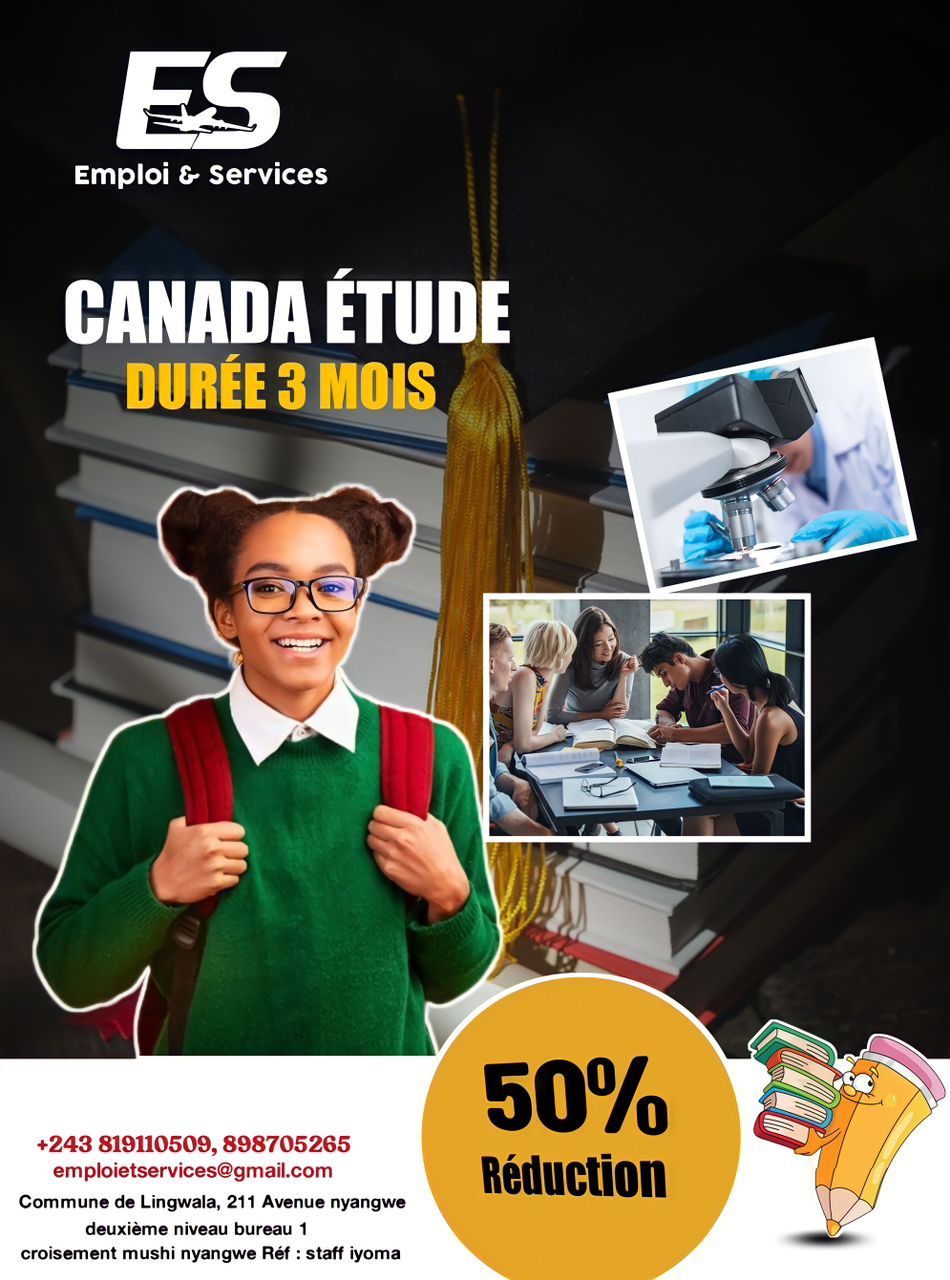 ES
Emploi & Services
CANADA ÉTUDE
DURÉE 3 MOIS
50%
Réduction
+243 819110509, 898705265
emploietservices@gmail.com
Commune de Lingwala, 211 Avenue nyangwe
deuxième niveau bureau 1
croisement mushi nyangwe Réf : staff iyoma